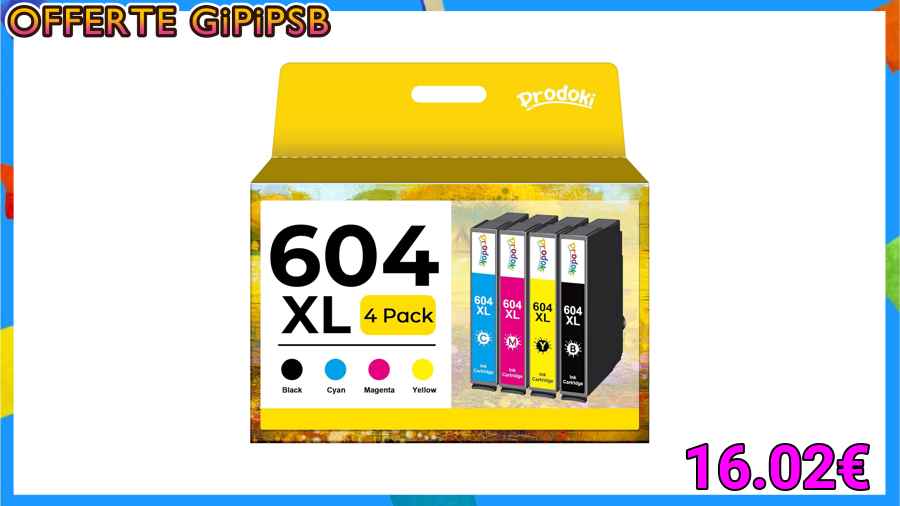 OFFERTE GiPiPSB
Prodoki
604
XL
4 Pack
Black Cyan Magenta Yellow
Prodoki Prodoki Prodoki Prodoki
604 XL
C
Ink Cartridge
604 XL
M
Ink Cartridge
604 XL
Y
Ink Cartridge
604 XL
B
Ink Cartridge
16.02€